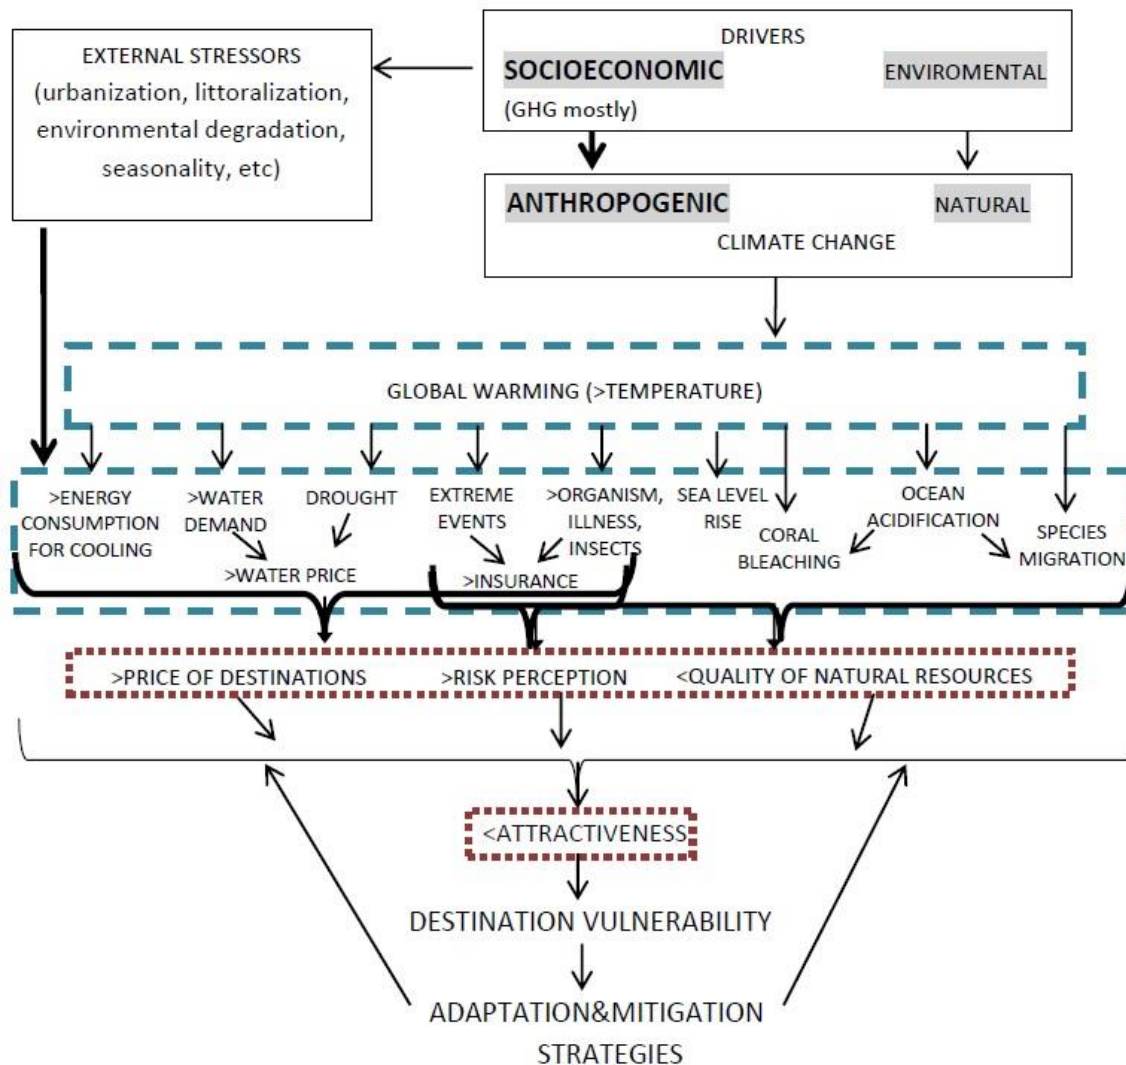 EXTERNAL STRESSORS
(urbanization, littoralization,
environmental degradation,
seasonality, etc)
DRIVERS
SOCIOECONOMIC
ENVIROMENTAL
(GHG mostly)
ANTHROPOGENIC
NATURAL
CLIMATE CHANGE
GLOBAL WARMING (>TEMPERATURE)
>ENERGY
CONSUMPTION
FOR COOLING
>WATER
DEMAND
DROUGHT
>WATER PRICE
EXTREME
EVENTS
>ORGANISM,
ILLNESS,
INSECTS
>INSURANCE
SEA LEVEL
RISE
CORAL
BLEACHING
OCEAN
ACIDIFICATION
SPECIES
MIGRATION
>PRICE OF DESTINATIONS
>RISK PERCEPTION
<QUALITY OF NATURAL RESOURCES
<ATTRACTIVENESS
DESTINATION VULNERABILITY
ADAPTATION&MITIGATION
STRATEGIES